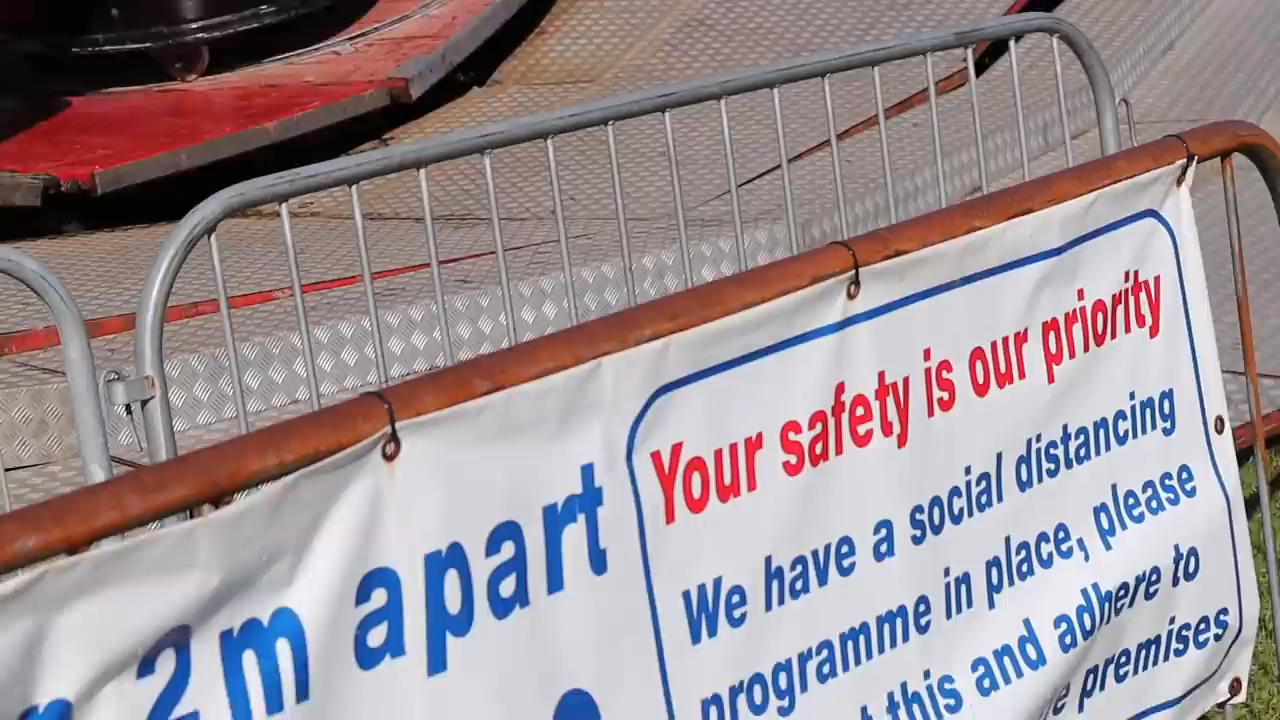 2m apart
Your safety is our priority
We have a social distancing
programme in place, please
this and adhere to
premises